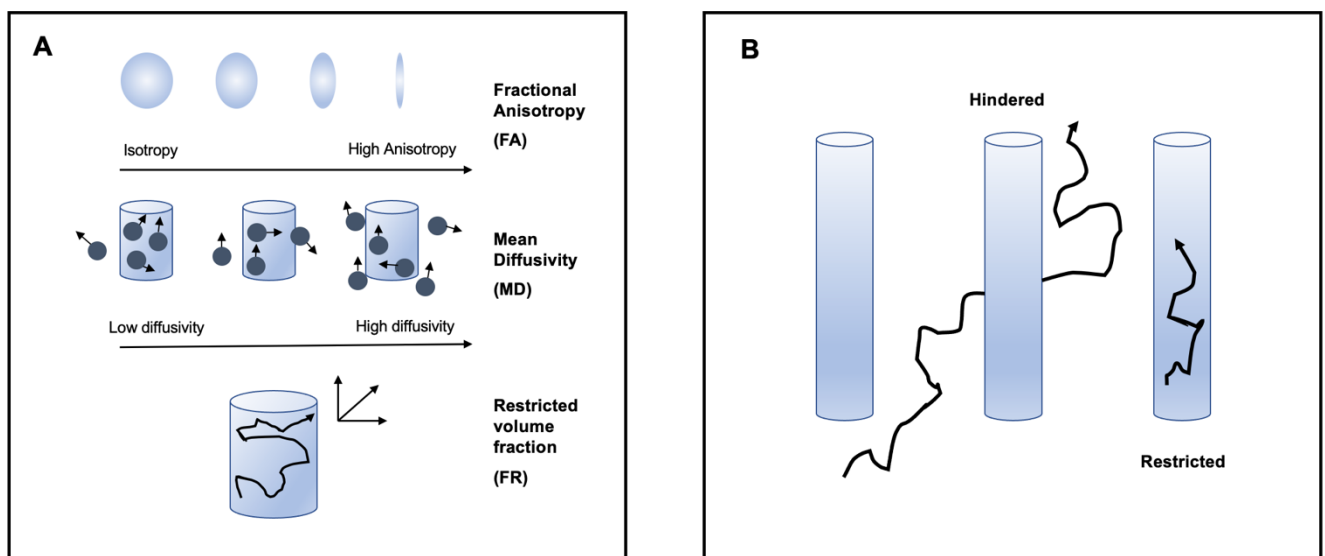 A
Fractional
Anisotropy
(FA)
Isotropy
High Anisotropy
Mean
Diffusivity
(MD)
Low diffusivity
High diffusivity
Restricted
volume
fraction
(FR)
B
Hindered
Restricted